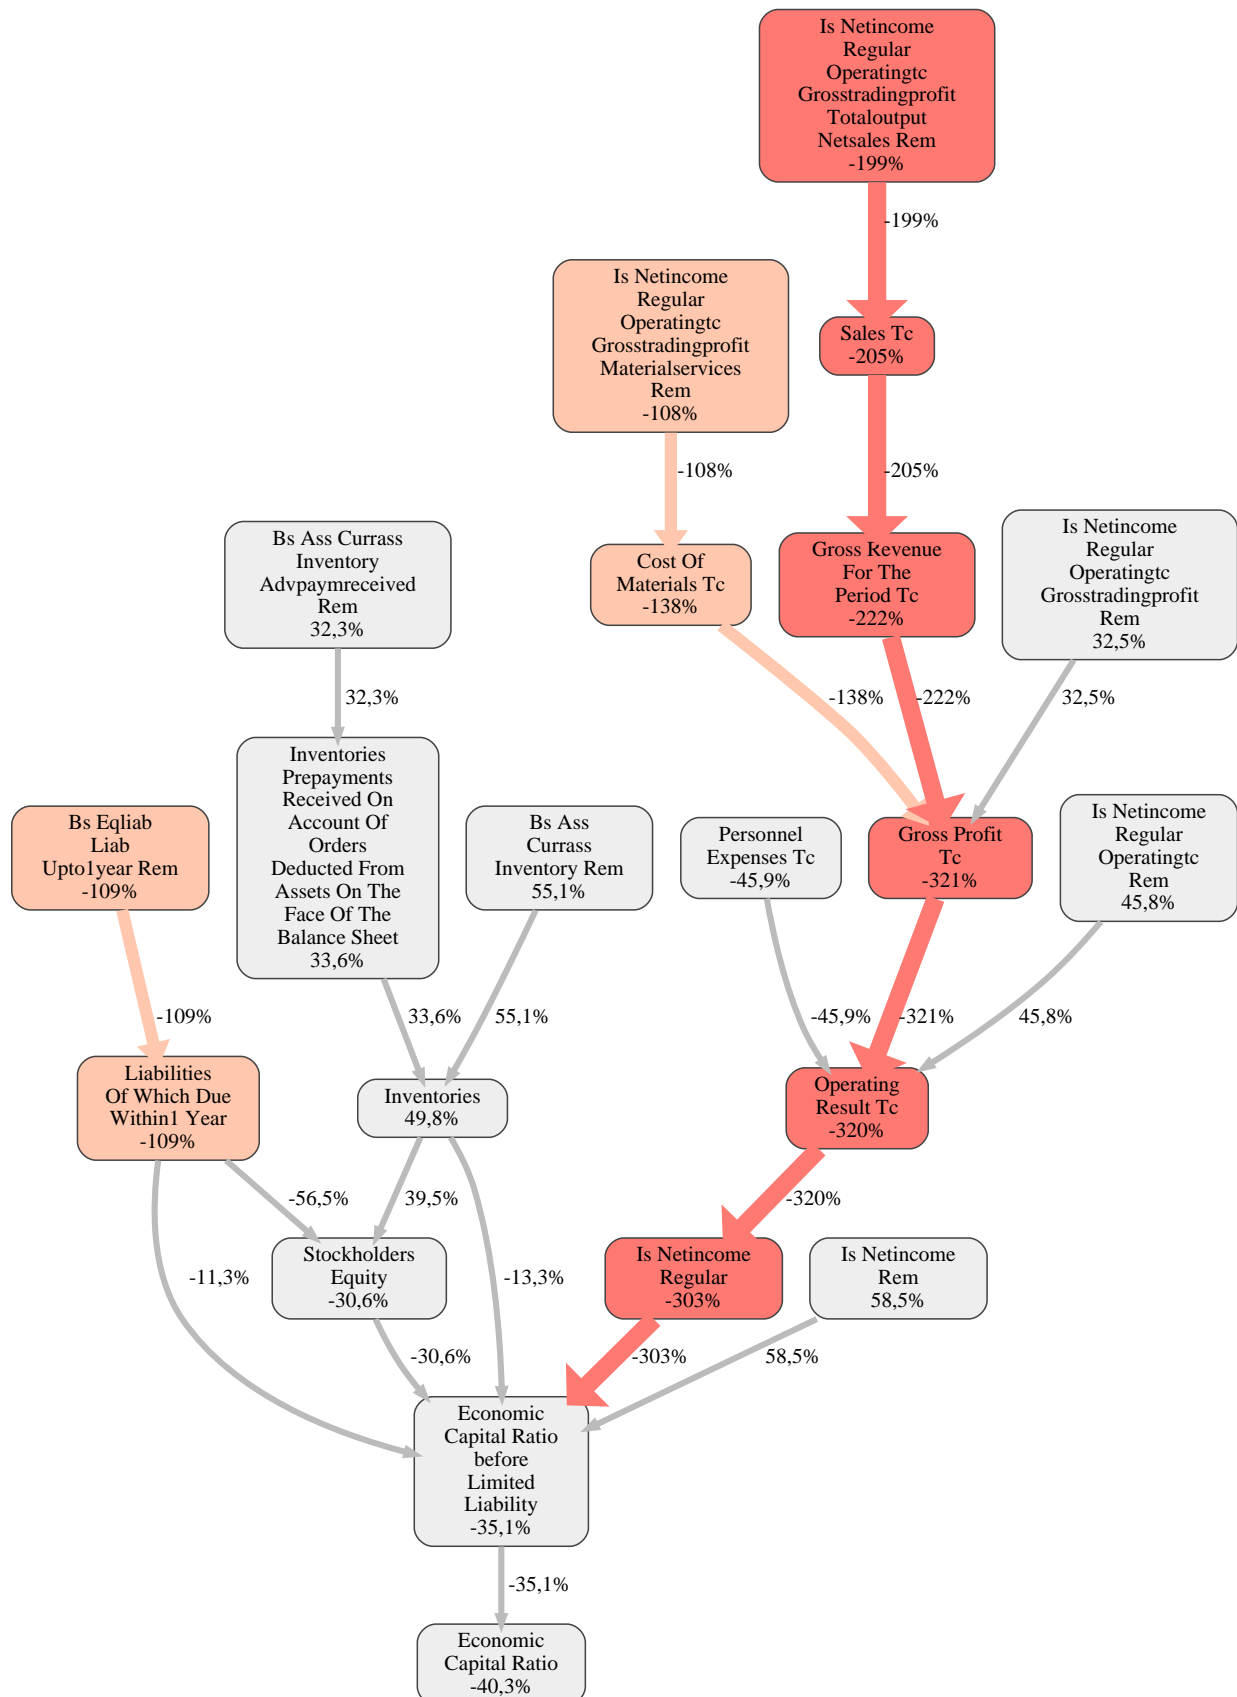 Is Netincome
Regular
Operatingtc
Grosstradingprofit
Totaloutput
Netsales Rem
-199%
-199%
Is Netincome
Regular
Operatingtc
Grosstradingprofit
Materialservices
Rem
-108%
Sales Tc
-205%
-108%
-205%
Bs Ass Currass
Inventory
Advpaymreceived
Rem
32,3%
Cost Of
Materials Tc
-138%
Gross Revenue
For The
Period Tc
-222%
Is Netincome
Regular
Operatingtc
Grosstradingprofit
Rem
32,5%
32,3%
-138%
-222%
32,5%
Bs Eqliab
Liab
Upto1year Rem
-109%
Inventories
Prepayments
Received On
Account Of
Orders
Deducted From
Assets On The
Face Of The
Balance Sheet
33,6%
Bs Ass
Currass
Inventory Rem
55,1%
Personnel
Expenses Tc
-45,9%
Gross Profit
Tc
-321%
Is Netincome
Regular
Operatingtc
Rem
45,8%
-109%
33,6%
55,1%
-45,9%
-321%
45,8%
Liabilities
Of Which Due
Within1 Year
-109%
Inventories
49,8%
Operating
Result Tc
-320%
-56,5%
39,5%
-320%
Stockholders
Equity
-30,6%
Is Netincome
Regular
-303%
Is Netincome
Rem
58,5%
-11,3%
-13,3%
-30,6%
-303%
58,5%
Economic
Capital Ratio
before
Limited
Liability
-35,1%
-35,1%
Economic
Capital Ratio
-40,3%